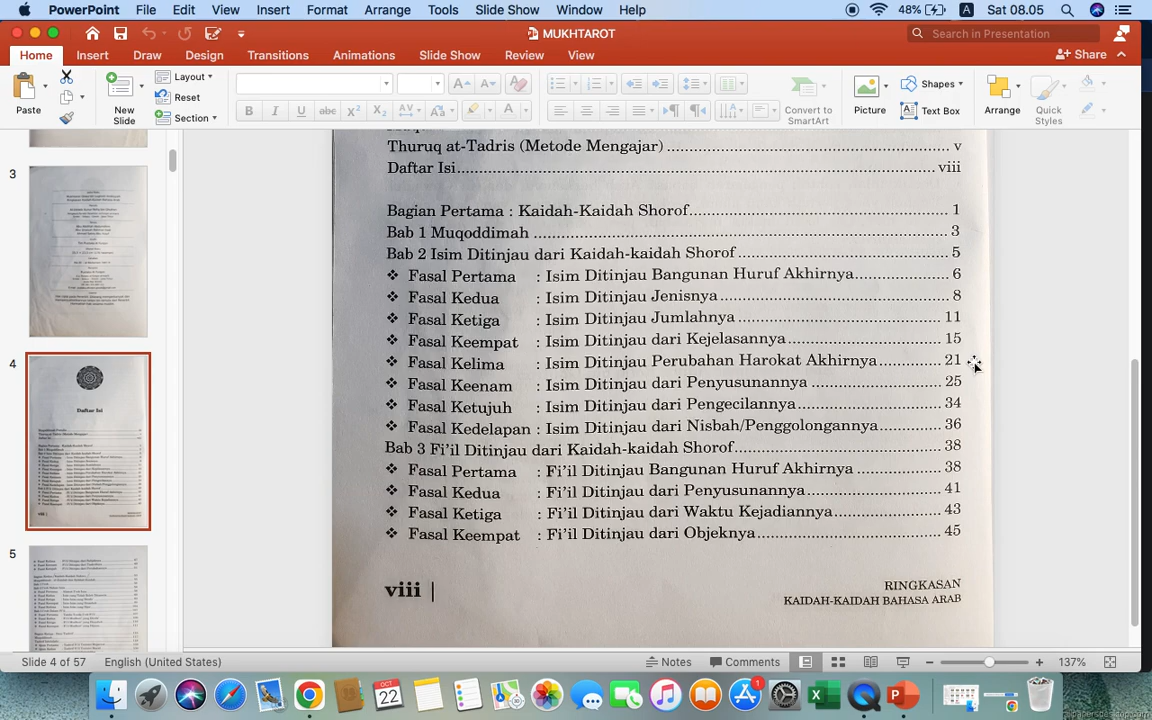 PowerPoint File Edit View Insert Format Arrange Tools Slide Show Window Help 48% A Sat 08.05
MUKHTAROT
Search in Presentation
Home Insert Draw Design Transitions Animations Slide Show Review View
Share
Paste
New Slide
Layout
Reset
Section
Convert to SmartArt
Picture
Shapes
Text Box
Arrange
Quick Styles
3
4
Daftar Isi
5
Thuruq at-Tadris (Metode Mengajar) ........ v
Daftar Isi........ viii
Bagian Pertama : Kaidah-Kaidah Shorof........ 1
Bab 1 Muqoddimah ........ 3
Bab 2 Isim Ditinjau dari Kaidah-kaidah Shorof ........ 5
❖ Fasal Pertama : Isim Ditinjau Bangunan Huruf Akhirnya........ 6
❖ Fasal Kedua : Isim Ditinjau Jenisnya ........ 8
❖ Fasal Ketiga : Isim Ditinjau Jumlahnya ........ 11
❖ Fasal Keempat : Isim Ditinjau dari Kejelasannya........ 15
❖ Fasal Kelima : Isim Ditinjau Perubahan Harokat Akhirnya........ 21
❖ Fasal Keenam : Isim Ditinjau dari Penyusunannya ........ 25
❖ Fasal Ketujuh : Isim Ditinjau dari Pengecilannya........ 34
❖ Fasal Kedelapan : Isim Ditinjau dari Nisbah/Penggolongannya........ 36
Bab 3 Fi'il Ditinjau dari Kaidah-kaidah Shorof........ 38
❖ Fasal Pertama : Fi'il Ditinjau Bangunan Huruf Akhirnya ........ 38
❖ Fasal Kedua : Fi'il Ditinjau dari Penyusunannya........ 41
❖ Fasal Ketiga : Fi'il Ditinjau dari Waktu Kejadiannya........ 43
❖ Fasal Keempat : Fi'il Ditinjau dari Objeknya........ 45
viii |
RINGKASAN
KAIDAH-KAIDAH BAHASA ARAB
Slide 4 of 57 English (United States) Notes Comments 137%
OCT 22
1